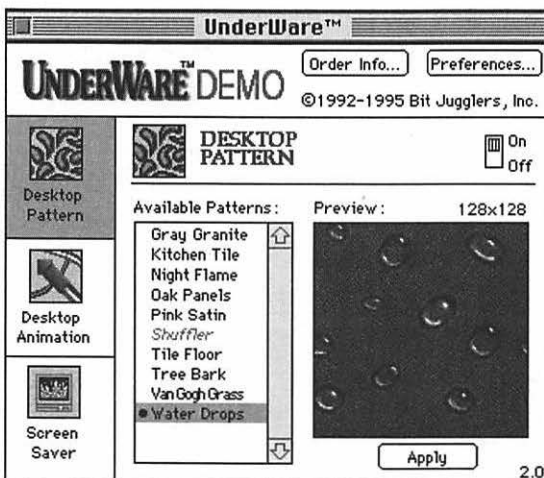 UnderWare™
UNDERWARE™ DEMO
Order Info... Preferences...
©1992-1995 Bit Jugglers, Inc.
Desktop
Pattern
Desktop
Animation
Screen
Saver
DESKTOP
PATTERN
On
Off
Available Patterns:
Gray Granite
Kitchen Tile
Night Flame
Oak Panels
Pink Satin
Shuffler
Tile Floor
Tree Bark
Van Gogh Grass
• Water Drops
Preview: 128x128
Apply
2.0